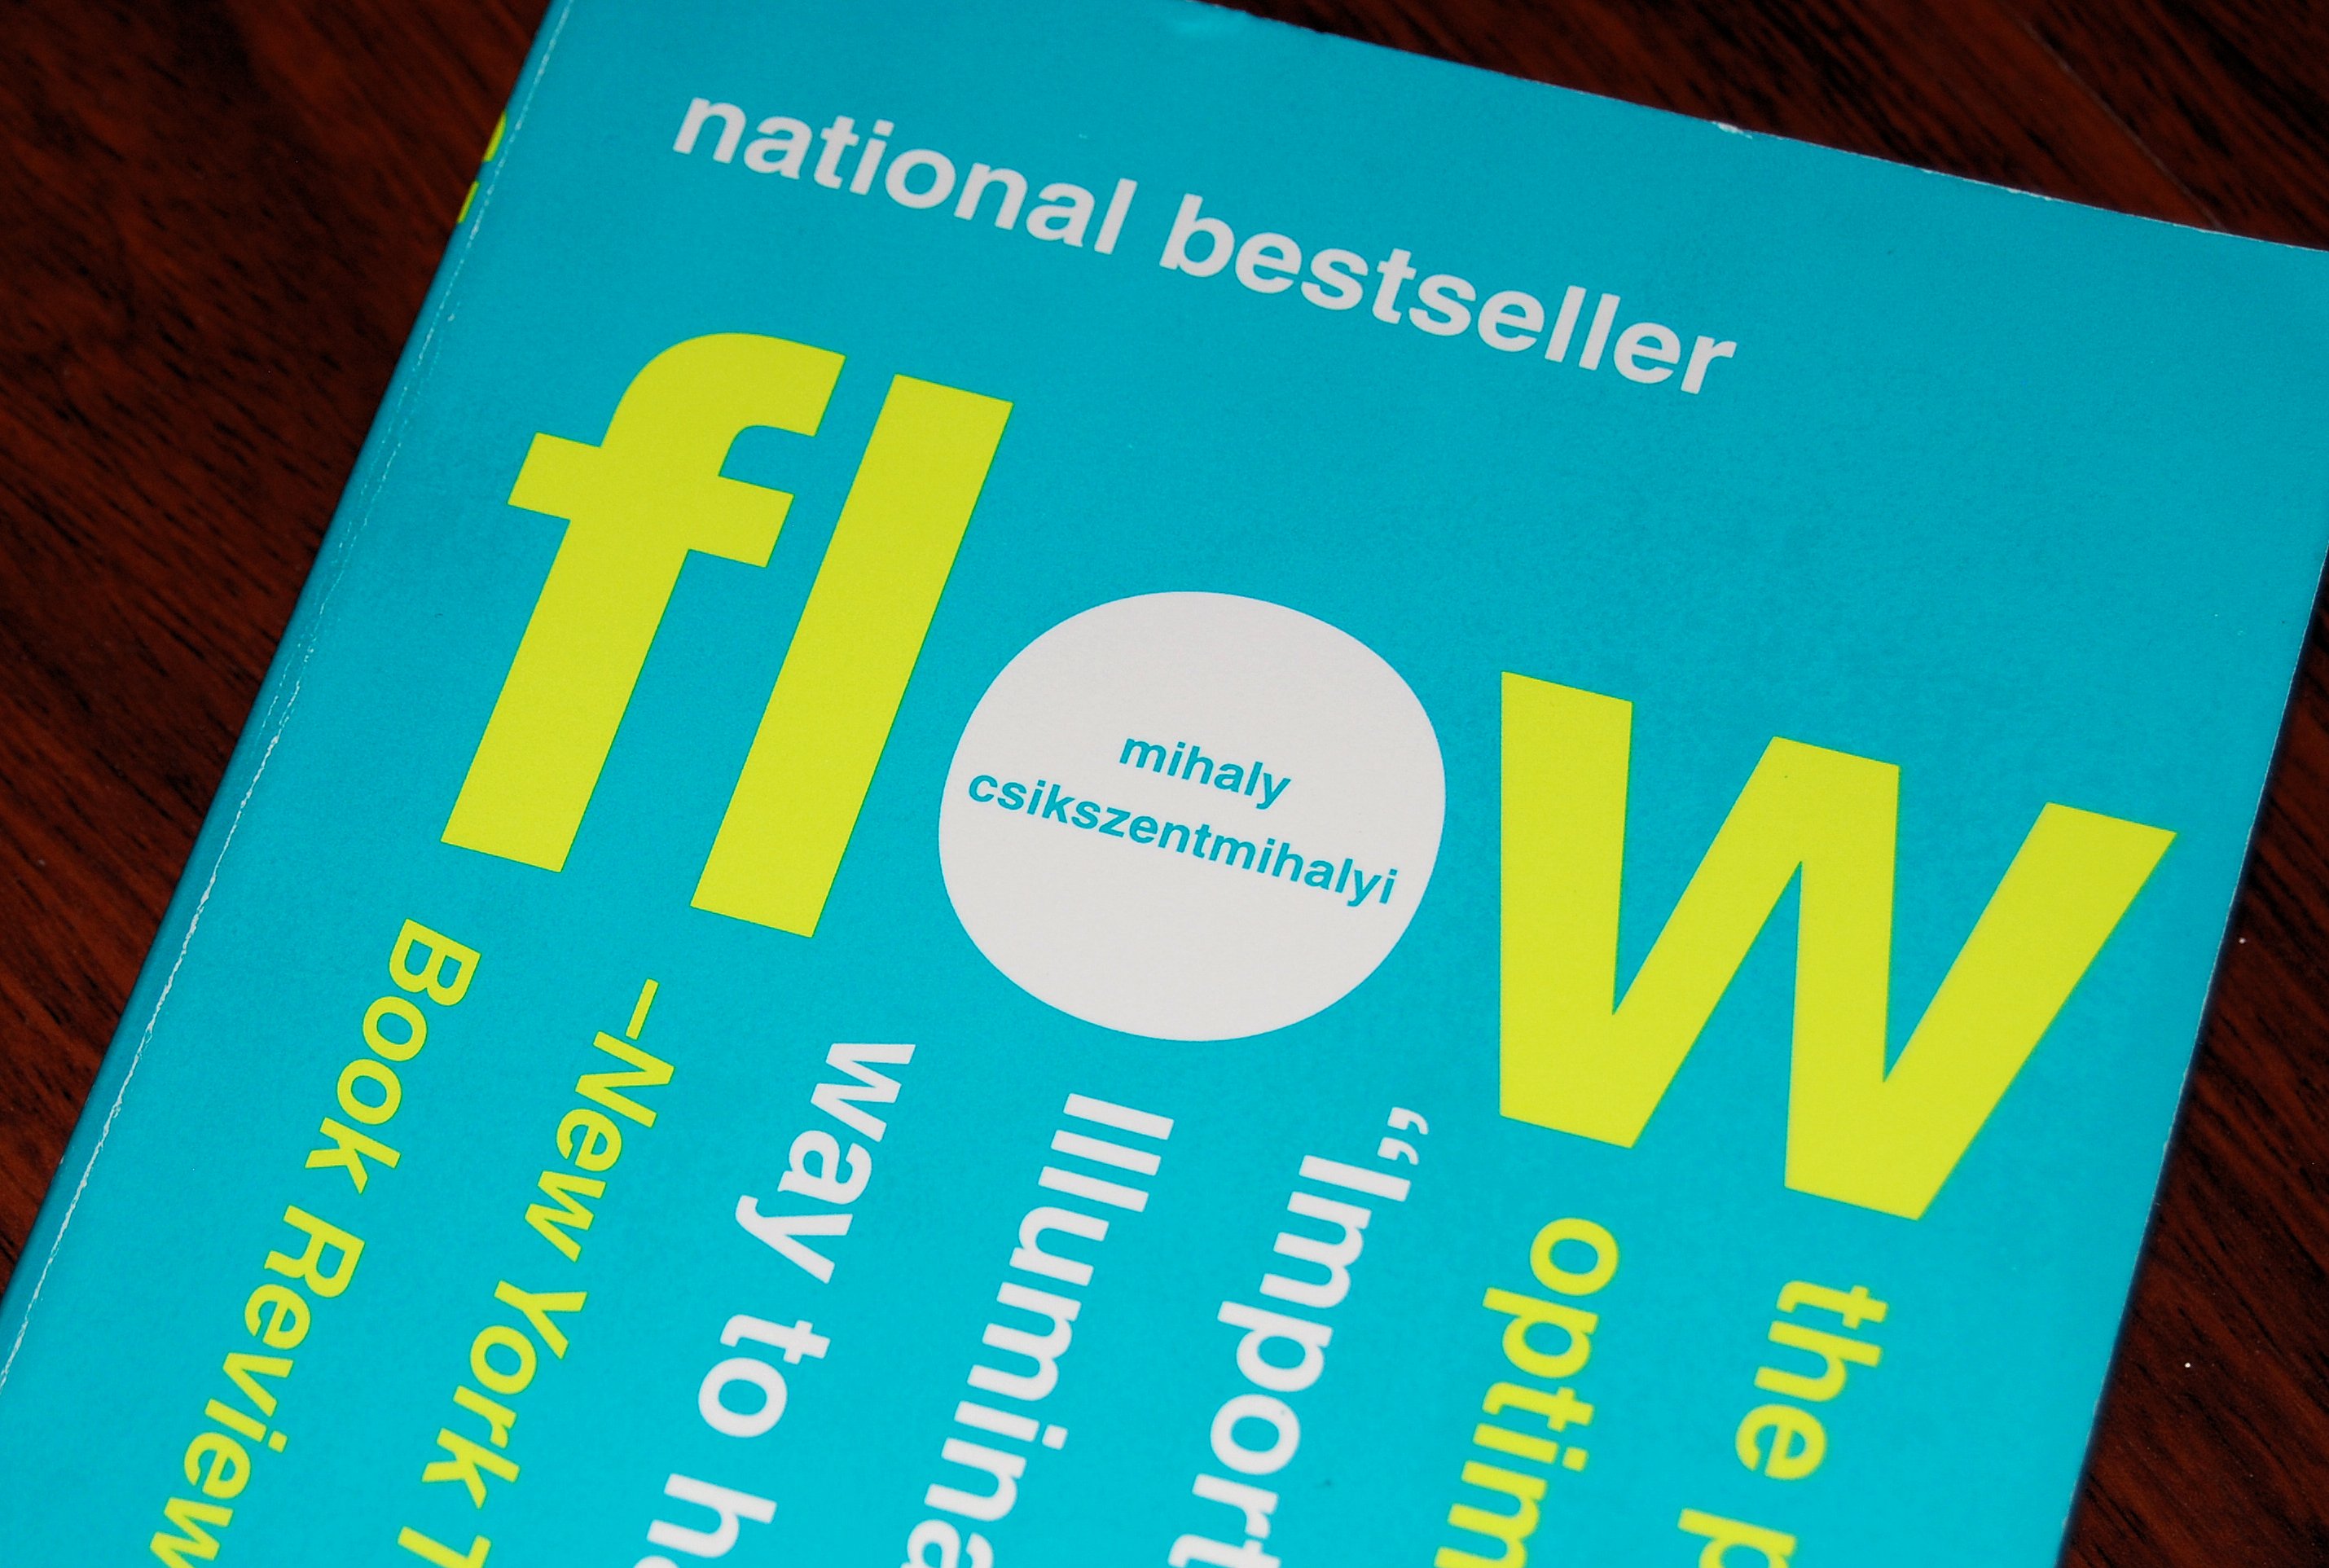 national bestseller
flow
mihaly
csikszentmihalyi
the
optim
"Import
Illumina
way to
—New York
Book Review